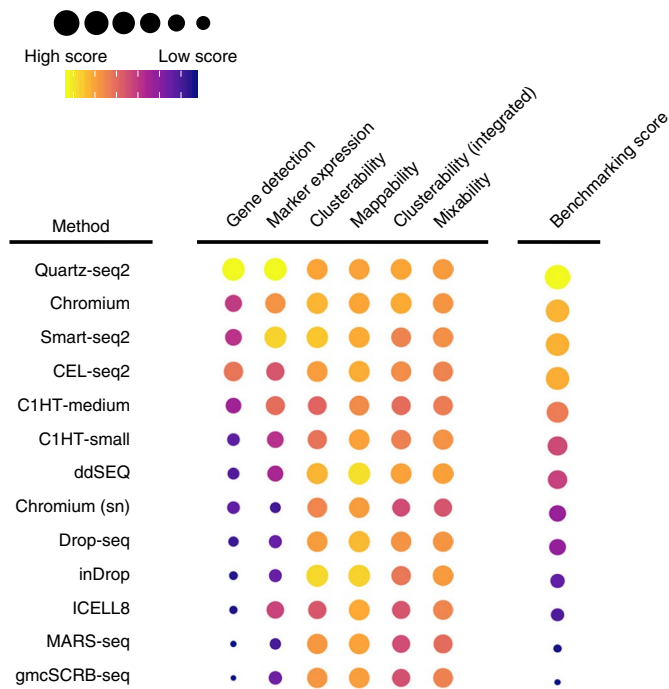 High score Low score
Gene detection
Marker expression
Clusterability
Mappability
Clusterability (integrated)
Mixability
Benchmarking score
Method
Quartz-seq2
Chromium
Smart-seq2
CEL-seq2
C1HT-medium
C1HT-small
ddSEQ
Chromium (sn)
Drop-seq
inDrop
ICELL8
MARS-seq
gmcSCRB-seq